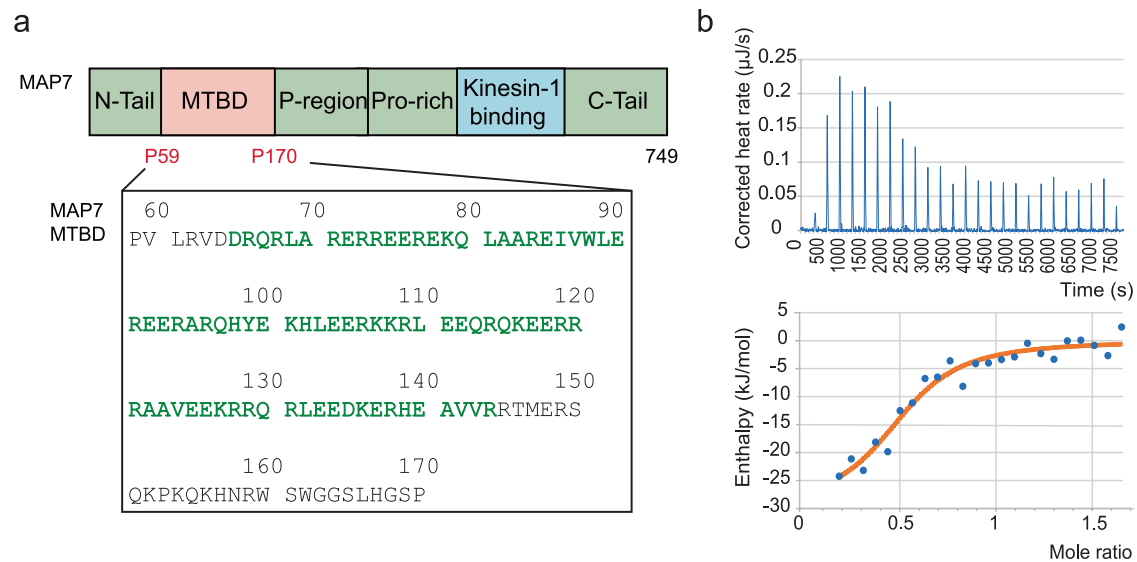 a
MAP7
N-Tail MTBD P-region Pro-rich Kinesin-1 binding C-Tail
P59 P170 749
MAP7
MTBD
60 70 80 90
PV LRVDDRQRLA RERREEREKQ LAAREIVWLE
100 110 120
REERARQHYE KHLEERKKRL EEQRQKEERR
130 140 150
RAAVEEKRRQ RLEEDKERHE AVVRRTMERS
160 170
QKPKQKHNRW SWGGSLHGSP
b
Corrected heat rate (µJ/s)
0.25
0.2
0.15
0.1
0.05
0
0 500 1000 1500 2000 2500 3000 3500 4000 4500 5000 5500 6000 6500 7000 7500
Time (s)
Enthalpy (kJ/mol)
5
0
-5
-10
-15
-20
-25
-30
0 0.5 1 1.5
Mole ratio